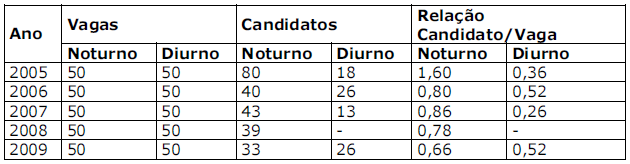 Ano Vagas Candidatos Relação Candidato/Vaga
Noturno Diurno Noturno Diurno Noturno Diurno
2005 50 50 80 18 1,60 0,36
2006 50 50 40 26 0,80 0,52
2007 50 50 43 13 0,86 0,26
2008 50 50 39 - 0,78 -
2009 50 50 33 26 0,66 0,52